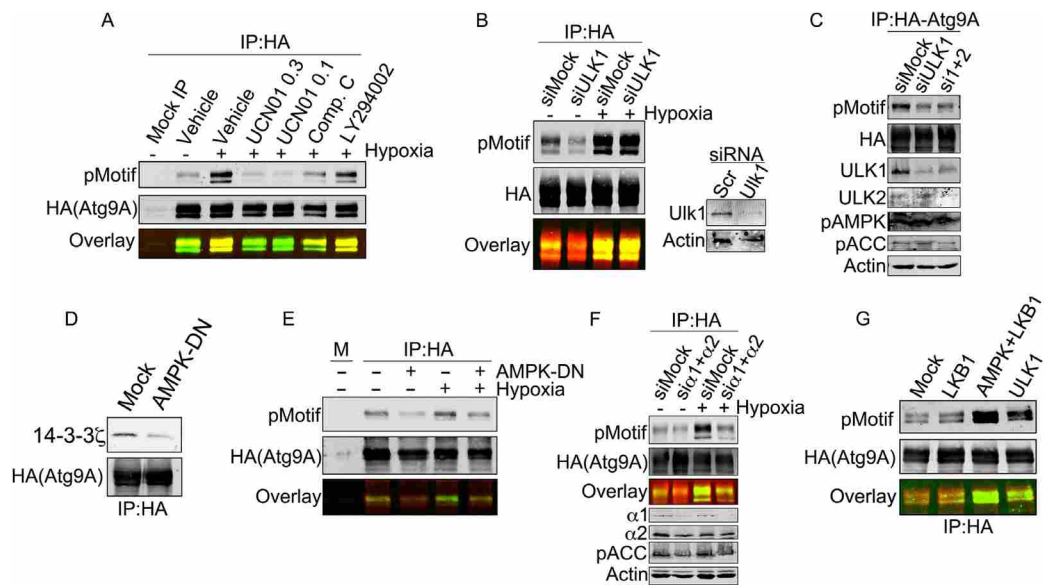 A
IP:HA
Mock IP
Vehicle
Vehicle
UCN01 0.3
UCN01 0.1
Comp. C
LY294002
- - + + + + + Hypoxia
pMotif
HA(Atg9A)
Overlay
B
IP:HA
siMock
siULK1
siMock
siULK1
Hypoxia
- - + +
pMotif
HA
Overlay
siRNA
Scr
Ulk1
Ulk1
Actin
C
IP:HA-Atg9A
siMock
siULK1
si1+2
pMotif
HA
ULK1
ULK2
pAMPK
pACC
Actin
D
Mock
AMPK-DN
14-3-3ζ
HA(Atg9A)
IP:HA
E
M
IP:HA
- - + - + AMPK-DN
- - - + + Hypoxia
pMotif
HA(Atg9A)
Overlay
F
IP:HA
siMock
siα1+α2
siMock
siα1+α2
- - + + Hypoxia
pMotif
HA(Atg9A)
Overlay
α1
α2
pACC
Actin
G
Mock
LKB1
AMPK+LKB1
ULK1
pMotif
HA(Atg9A)
Overlay
IP:HA